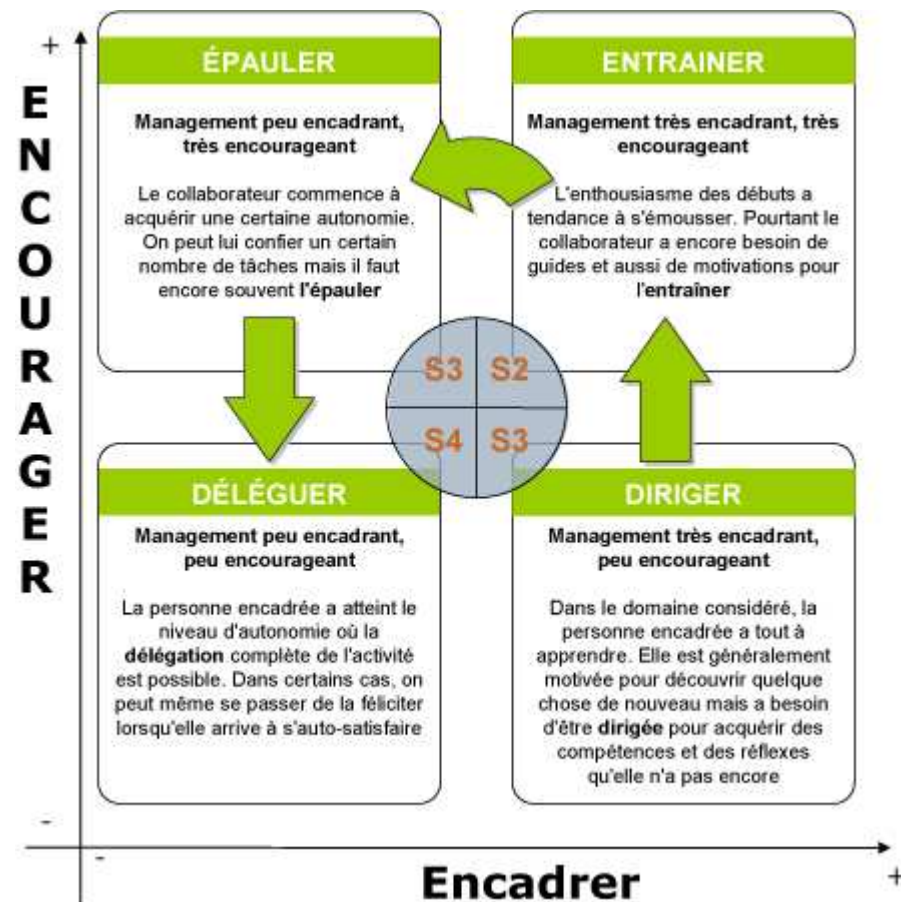 +
ENCOURAGER
-
ÉPAULER
Management peu encadrant,
très encourageant
Le collaborateur commence à
acquérir une certaine autonomie.
On peut lui confier un certain
nombre de tâches mais il faut
encore souvent l'épauler
ENTRAINER
Management très encadrant, très
encourageant
L'enthousiasme des débuts a
tendance à s'émousser. Pourtant le
collaborateur a encore besoin de
guides et aussi de motivations pour
l'entraîner
S3 S2
S4 S3
DÉLÉGUER
Management peu encadrant,
peu encourageant
La personne encadrée a atteint le
niveau d'autonomie où la
délégation complète de l'activité
est possible. Dans certains cas, on
peut même se passer de la féliciter
lorsqu'elle arrive à s'auto-satisfaire
DIRIGER
Management très encadrant,
peu encourageant
Dans le domaine considéré, la
personne encadrée a tout à
apprendre. Elle est généralement
motivée pour découvrir quelque
chose de nouveau mais a besoin
d'être dirigée pour acquérir des
compétences et des réflexes
qu'elle n'a pas encore
-
Encadrer
+